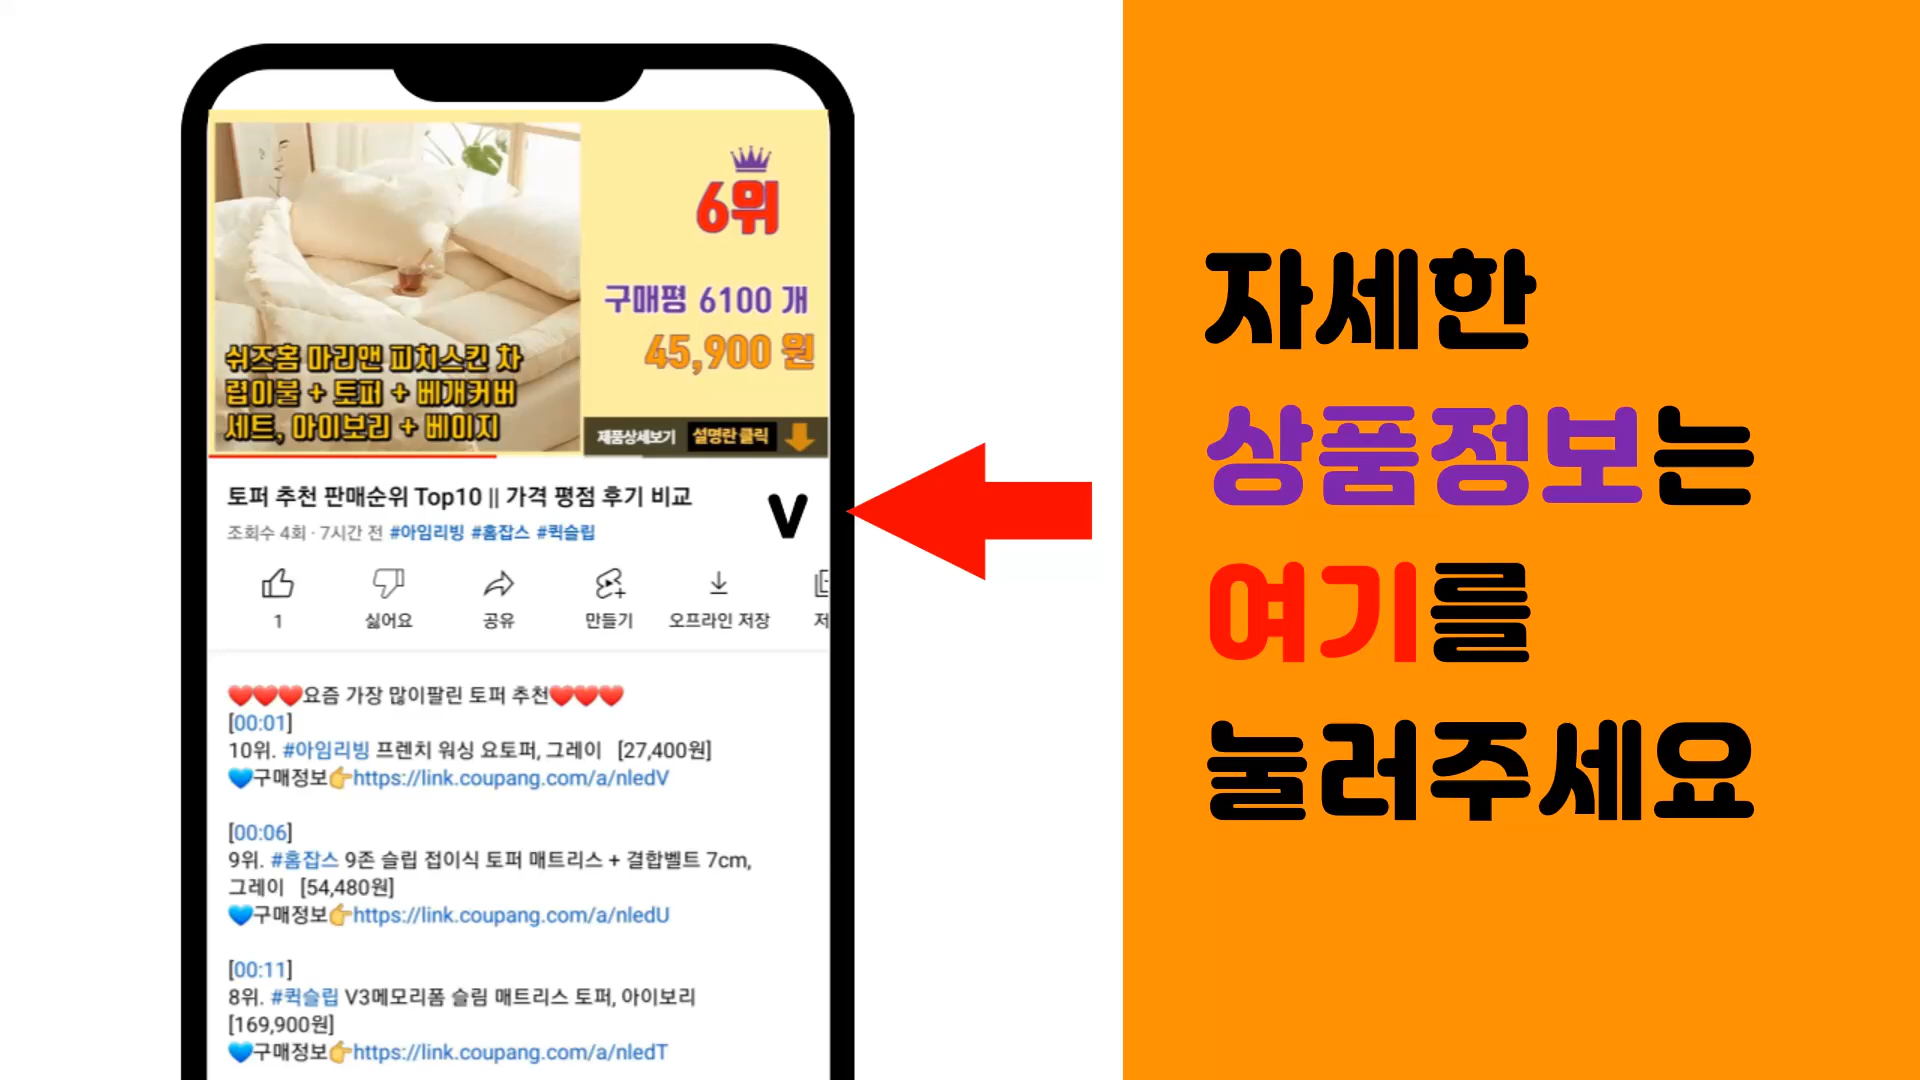 6위
구매평 6100 개
45,900 원
쉬즈홈 마리앤 피치스킨 차
렵이불 + 토퍼 + 베개커버
세트, 아이보리 + 베이지
제품상세보기 설명란 클릭
토퍼 추천 판매순위 Top10 || 가격 평점 후기 비교
V
조회수 4회 · 7시간 전 #아임리빙 #홈잡스 #퀵슬립
1 싫어요 공유 만들기 오프라인 저장 저
❤❤❤요즘 가장 많이팔린 토퍼 추천❤❤❤
[00:01]
10위. #아임리빙 프렌치 워싱 요토퍼, 그레이 [27,400원]
💙구매정보👉https://link.coupang.com/a/nledV
[00:06]
9위. #홈잡스 9존 슬립 접이식 토퍼 매트리스 + 결합벨트 7cm,
그레이 [54,480원]
💙구매정보👉https://link.coupang.com/a/nledU
[00:11]
8위. #퀵슬립 V3메모리폼 슬림 매트리스 토퍼, 아이보리
[169,900원]
💙구매정보👉https://link.coupang.com/a/nledT
자세한
상품정보는
여기를
눌러주세요